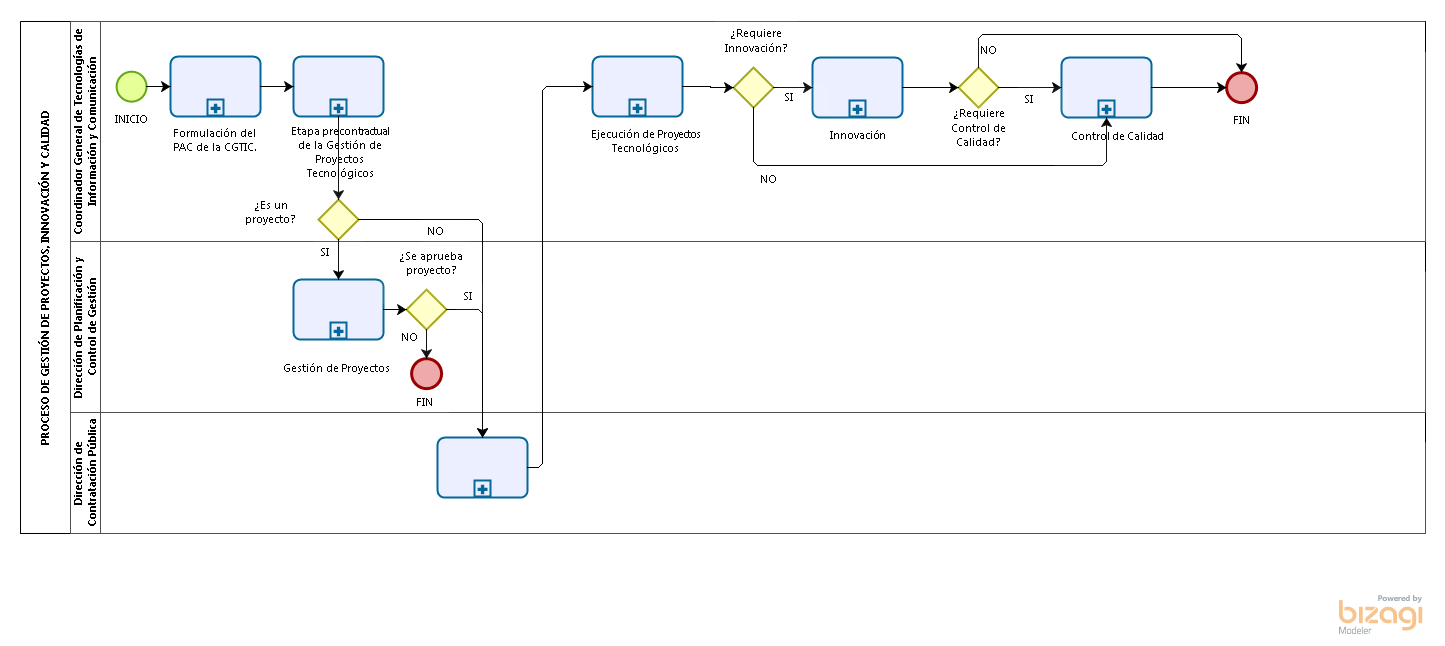 PROCESO DE GESTIÓN DE PROYECTOS, INNOVACIÓN Y CALIDAD
Coordinador General de Tecnologías de
Información y Comunicación
INICIO
Formulación del
PAC de la CGTIC.
Etapa precontractual
de la Gestión de
Proyectos
Tecnológicos
¿Es un
proyecto?
NO
SI
Ejecución de Proyectos
Tecnológicos
¿Requiere
Innovación?
SI
NO
Innovación
¿Requiere
Control de
Calidad?
NO
SI
Control de Calidad
FIN
Dirección de Planificación y
Control de Gestión
Gestión de Proyectos
¿Se aprueba
proyecto?
SI
NO
FIN
Dirección de
Contratación Pública
Powered by
bizagi
Modeler